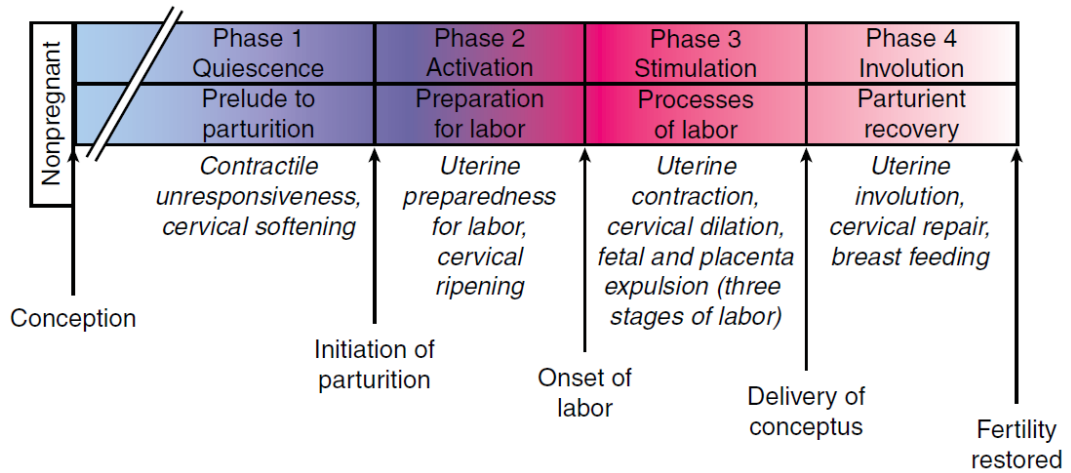 Nonpregnant
Phase 1
Quiescence
Phase 2
Activation
Phase 3
Stimulation
Phase 4
Involution
Prelude to
parturition
Preparation
for labor
Processes
of labor
Parturient
recovery
Contractile
unresponsiveness,
cervical softening
Uterine
preparedness
for labor,
cervical
ripening
Uterine
contraction,
cervical dilation,
fetal and placenta
expulsion (three
stages of labor)
Uterine
involution,
cervical repair,
breast feeding
Conception
Initiation of
parturition
Onset of
labor
Delivery of
conceptus
Fertility
restored